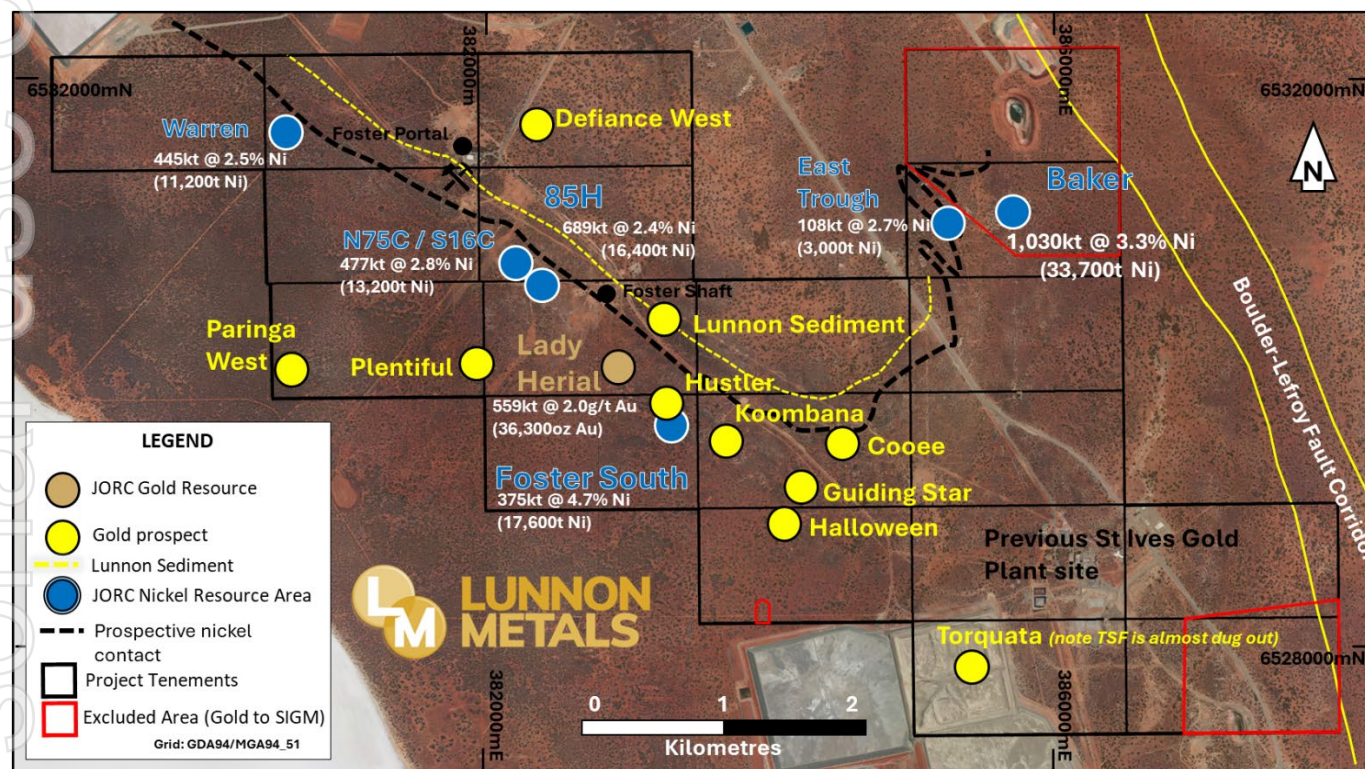 6532000mN
382000m
386000mE
6532000mN
Warren
445kt @ 2.5% Ni
(11,200t Ni)
Foster Portal
Defiance West
N
85H
689kt @ 2.4% Ni
(16,400t Ni)
East
Trough
108kt @ 2.7% Ni
(3,000t Ni)
Baker
1,030kt @ 3.3% Ni
(33,700t Ni)
N75C / S16C
477kt @ 2.8% Ni
(13,200t Ni)
Foster Shaft
Lunnon Sediment
Boulder-Lefroy Fault Corridor
Paringa
West
Plentiful
Lady
Herial
559kt @ 2.0g/t Au
(36,300oz Au)
Hustler
Koombana
Cooee
Foster South
375kt @ 4.7% Ni
(17,600t Ni)
Guiding Star
Halloween
Previous St Ives Gold
Plant site
LEGEND
JORC Gold Resource
Gold prospect
Lunnon Sediment
JORC Nickel Resource Area
Prospective nickel
contact
Project Tenements
Excluded Area (Gold to SIGM)
Grid: GDA94/MGA94_51
LM
LUNNON
METALS
Torquata (note TSF is almost dug out)
6528000mN
382000mE
386000mE
0 1 2
Kilometres